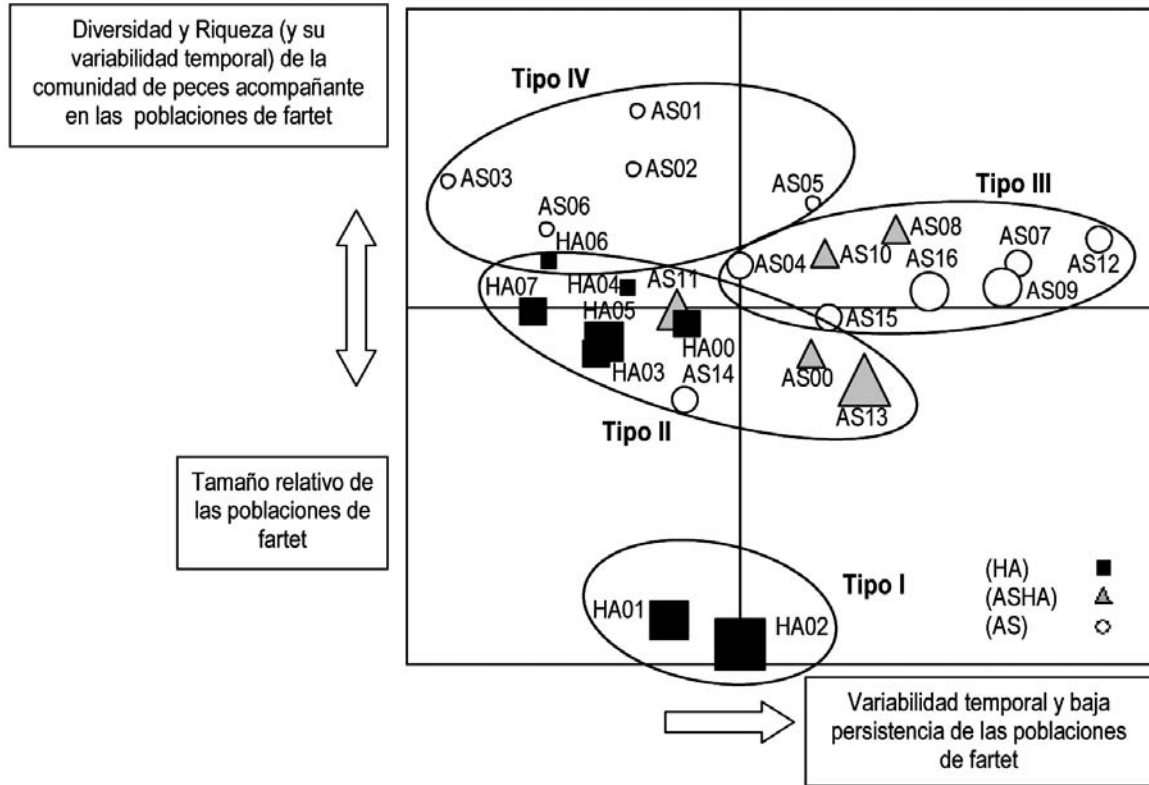 Diversidad y Riqueza (y su
variabilidad temporal) de la
comunidad de peces acompañante
en las poblaciones de fartet
Tipo IV
AS01
AS02
AS03
AS05
Tipo III
AS06
AS08
HA06
AS07
AS10
AS04
AS16
AS12
HA04
AS11
HA07
AS09
HA05
AS15
HA00
HA03
AS14
AS00
AS13
Tipo II
Tamaño relativo de
las poblaciones de
fartet
Tipo I
(HA)
(ASHA)
(AS)
HA01
HA02
Variabilidad temporal y baja
persistencia de las poblaciones
de fartet